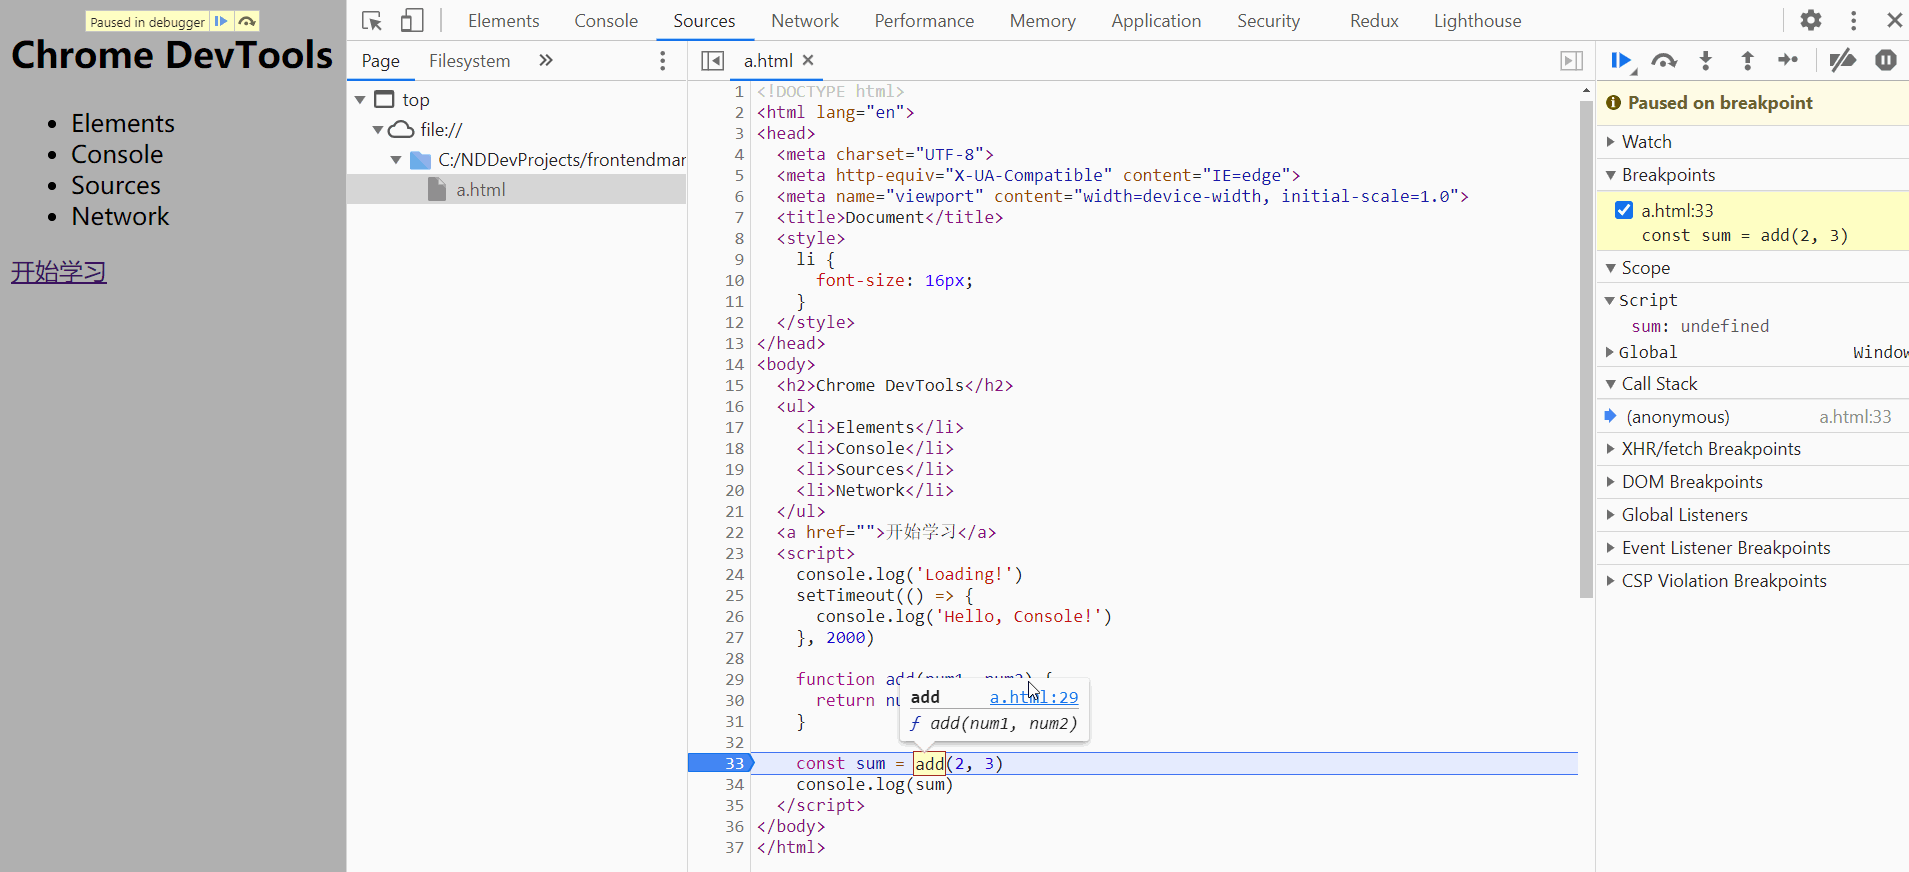 Paused in debugger
Chrome DevTools
Elements
Console
Sources
Network
开始学习
Elements Console Sources Network Performance Memory Application Security Redux Lighthouse
Page Filesystem
top
file://
C:/NDDevProjects/frontendmar
a.html
a.html
1 <!DOCTYPE html>
2 <html lang="en">
3 <head>
4 <meta charset="UTF-8">
5 <meta http-equiv="X-UA-Compatible" content="IE=edge">
6 <meta name="viewport" content="width=device-width, initial-scale=1.0">
7 <title>Document</title>
8 <style>
9 li {
10 font-size: 16px;
11 }
12 </style>
13 </head>
14 <body>
15 <h2>Chrome DevTools</h2>
16 <ul>
17 <li>Elements</li>
18 <li>Console</li>
19 <li>Sources</li>
20 <li>Network</li>
21 </ul>
22 <a href="">开始学习</a>
23 <script>
24 console.log('Loading!')
25 setTimeout(() => {
26 console.log('Hello, Console!')
27 }, 2000)
28
29 function add(num1, num2) {
30 return nu
31 }
32
33 const sum = add(2, 3)
34 console.log(sum)
35 </script>
36 </body>
37 </html>
add a.html:29
f add(num1, num2)
Paused on breakpoint
Watch
Breakpoints
a.html:33
const sum = add(2, 3)
Scope
Script
sum: undefined
Global Window
Call Stack
(anonymous) a.html:33
XHR/fetch Breakpoints
DOM Breakpoints
Global Listeners
Event Listener Breakpoints
CSP Violation Breakpoints